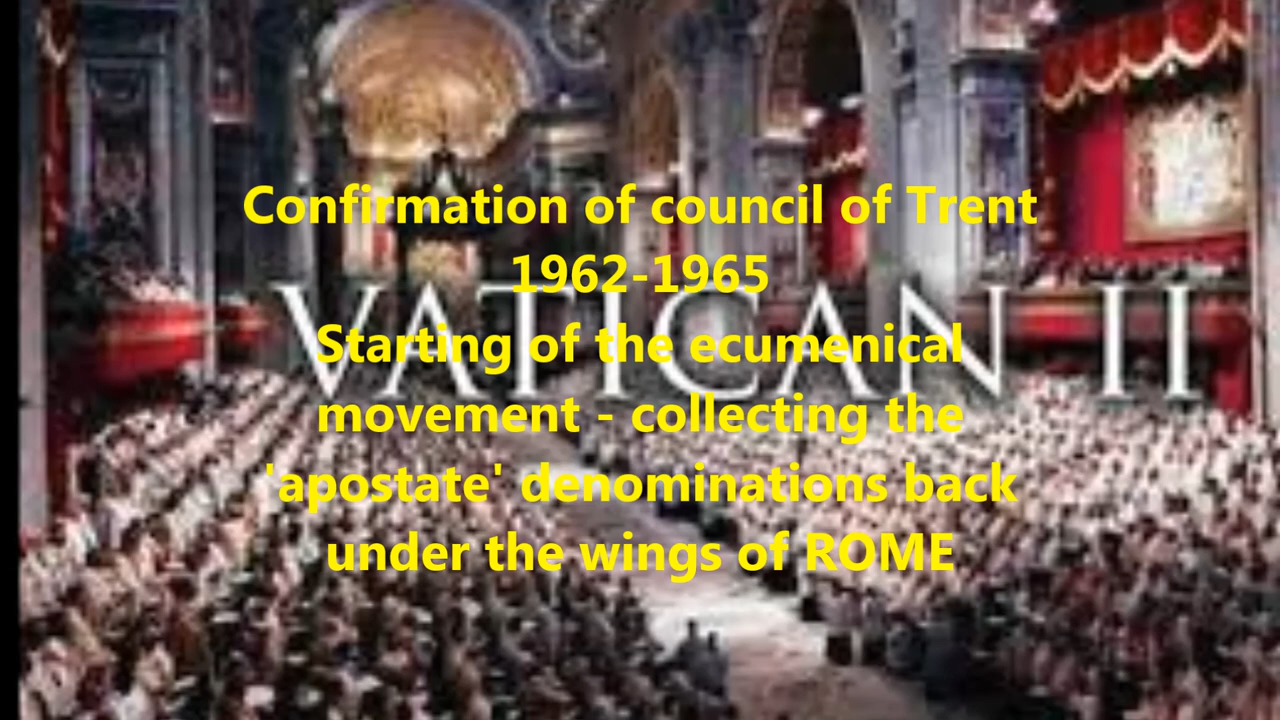 Confirmation of council of Trent
1962-1965
VATICAN II
Starting of the ecumenical
movement - collecting the
'apostate' denominations back
under the wings of ROME